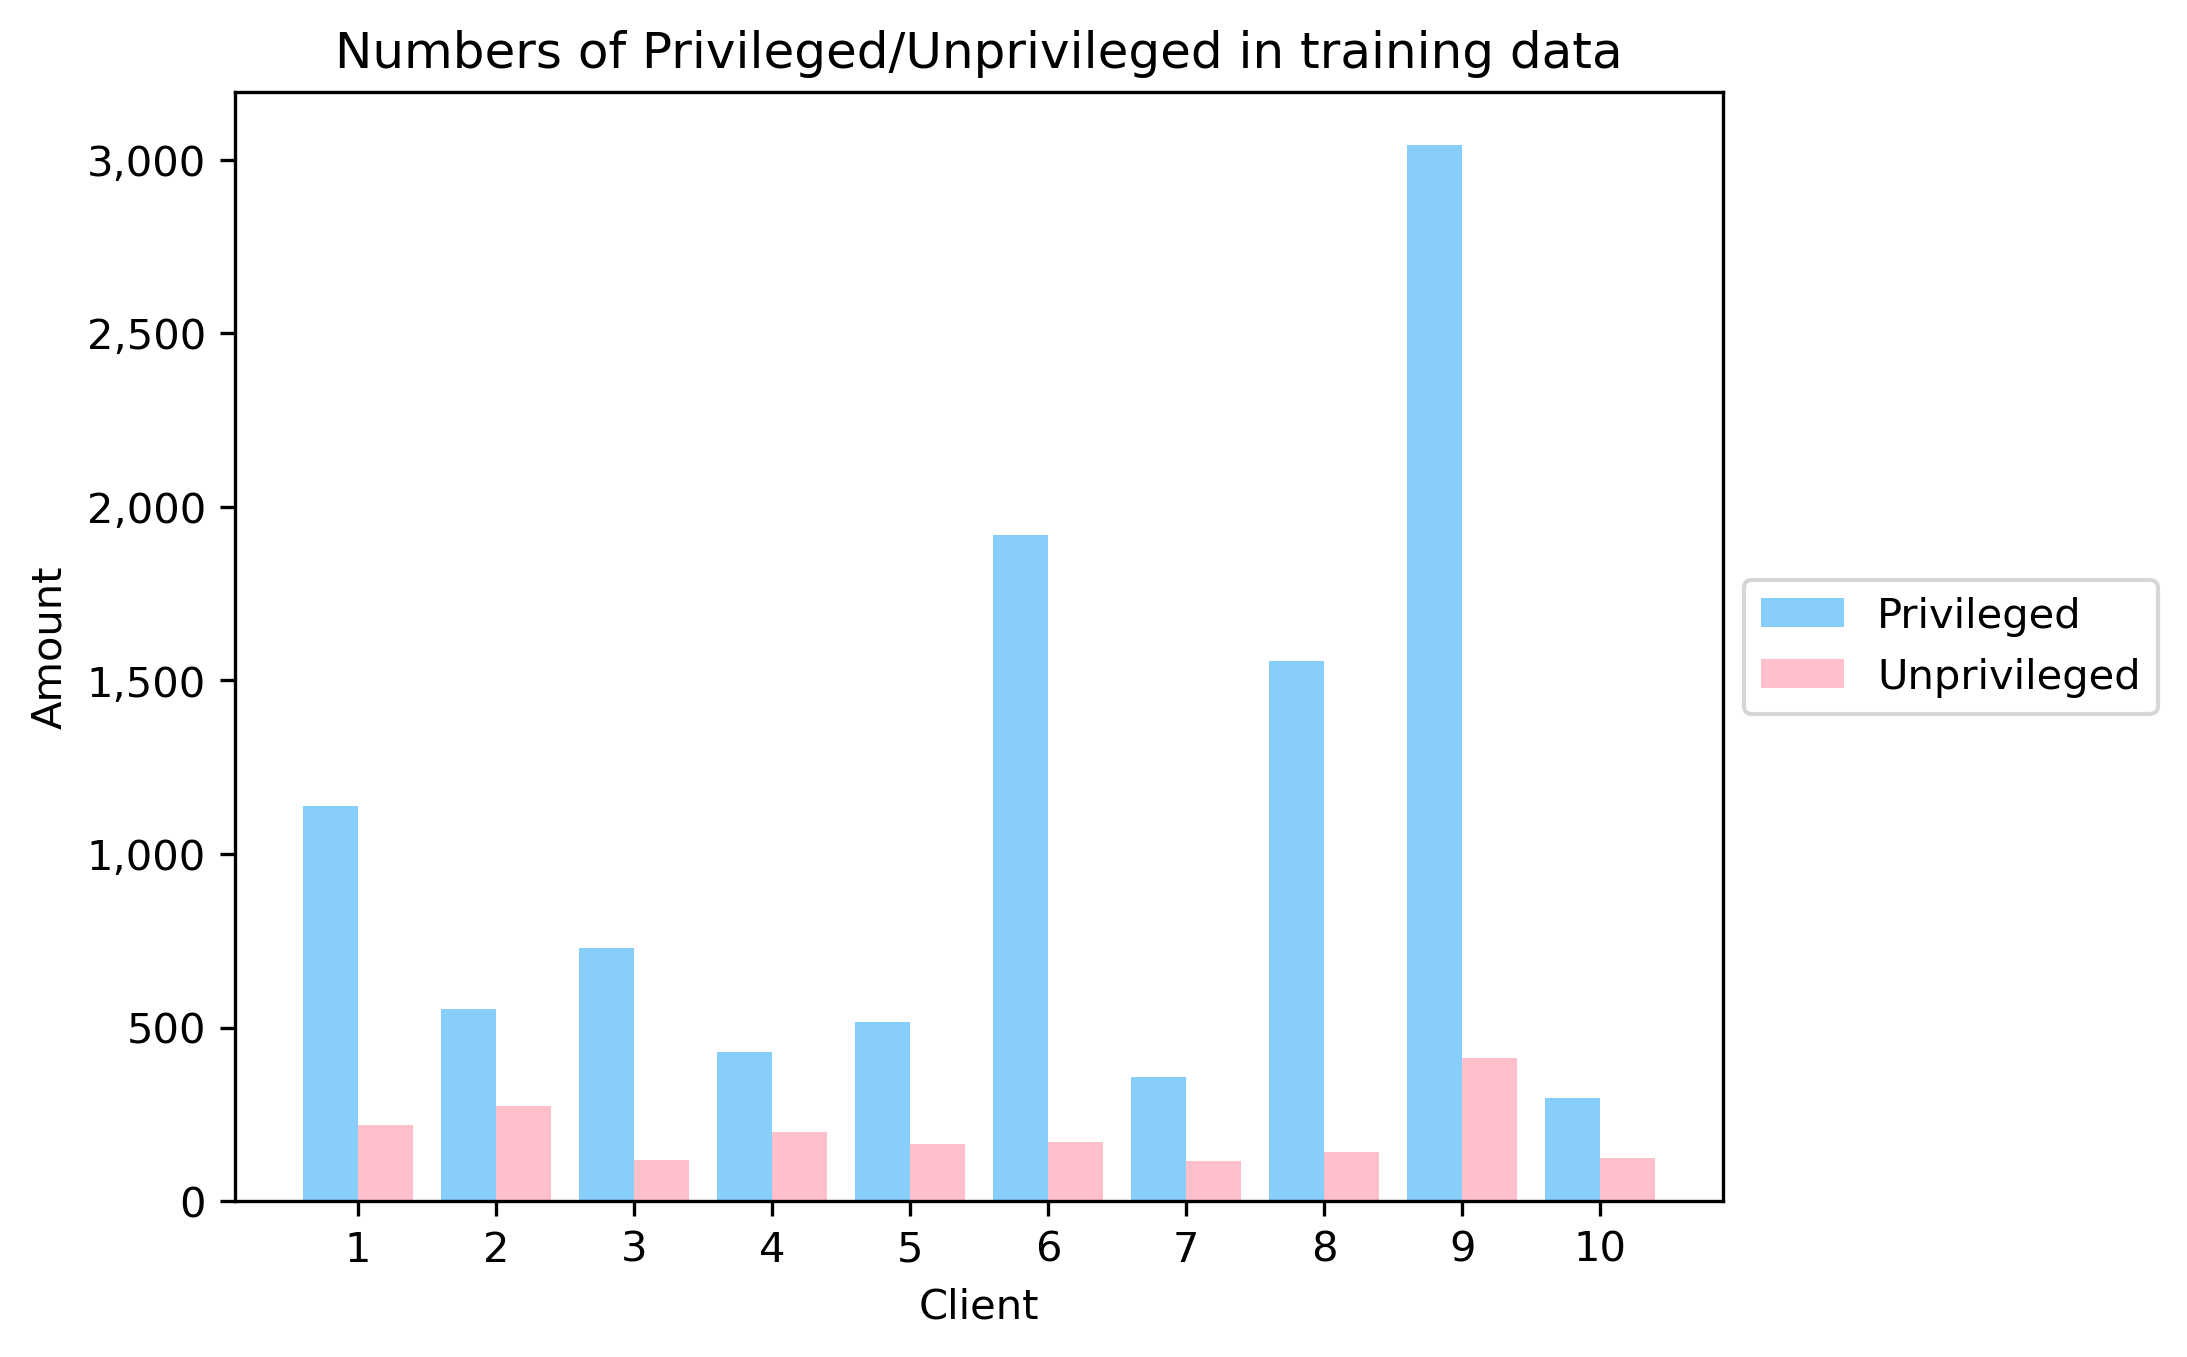 Numbers of Privileged/Unprivileged in training data
3,000
2,500
2,000
1,500
1,000
500
0
Amount
1 2 3 4 5 6 7 8 9 10
Client
Privileged
Unprivileged